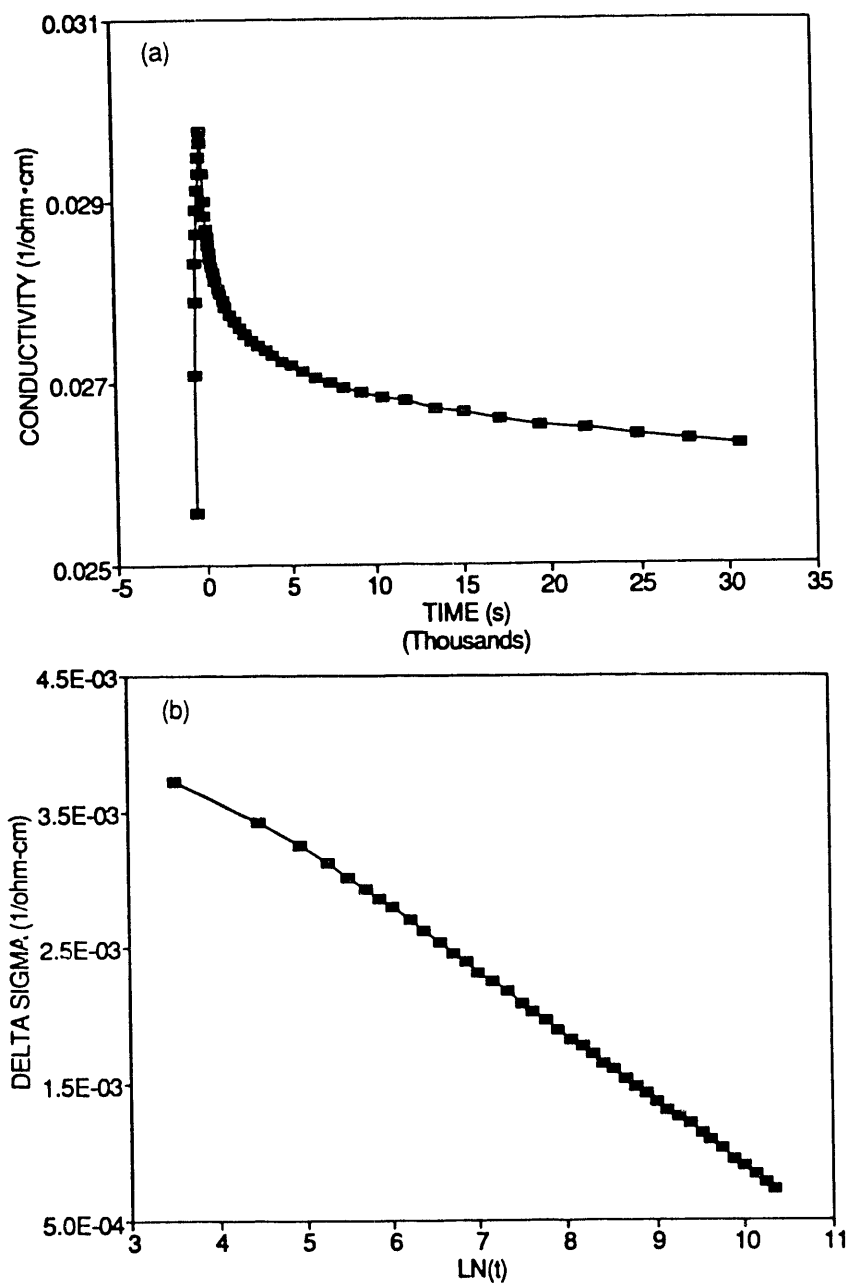 0.031
(a)
0.029
0.027
0.025
CONDUCTIVITY (1/ohm•cm)
-5 0 5 10 15 20 25 30 35
TIME (s)
(Thousands)
4.5E-03
(b)
3.5E-03
2.5E-03
1.5E-03
5.0E-04
DELTA SIGMA (1/ohm-cm)
3 4 5 6 7 8 9 10 11
LN(t)